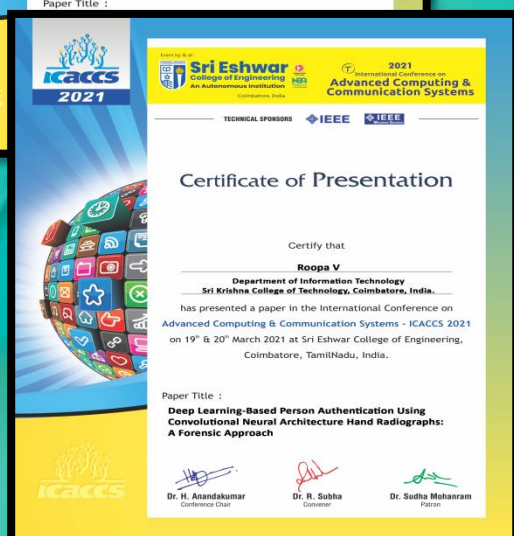 Paper Title :
icaccs
2021
Event by & at :
Sri Eshwar
College of Engineering
An Autonomous Institution
Coimbatore, India
2021
International Conference on
Advanced Computing &
Communication Systems
TECHNICAL SPONSORS
IEEE
IEEE
Certificate of Presentation
Certify that
Roopa V
Department of Information Technology
Sri Krishna College of Technology, Coimbatore, India.
has presented a paper in the International Conference on
Advanced Computing & Communication Systems - ICACCS 2021
on 19th & 20th March 2021 at Sri Eshwar College of Engineering,
Coimbatore, TamilNadu, India.
Paper Title :
Deep Learning-Based Person Authentication Using
Convolutional Neural Architecture Hand Radiographs:
A Forensic Approach
Dr. H. Anandakumar
Conference Chair
Dr. R. Subha
Convener
Dr. Sudha Mohanram
Patron
icaccs